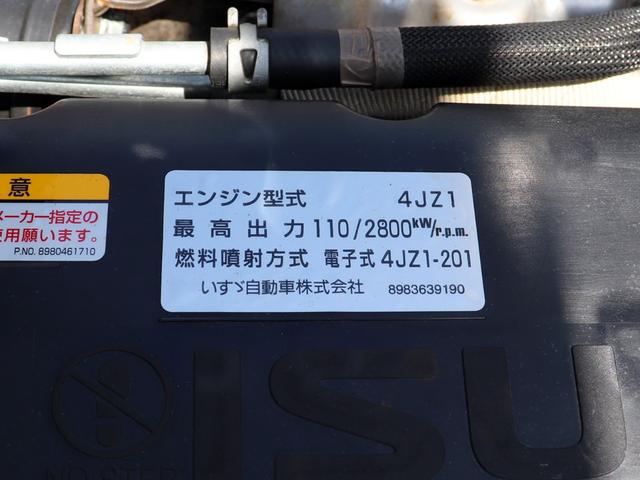 意
メーカー指定の
使用願います。
P.NO. 8980461710
エンジン型式 4JZ1
最高出力 110/2800kW/r.p.m.
燃料噴射方式 電子式 4JZ1-201
いすゞ自動車株式会社 8983639190
ISU
NO STEP